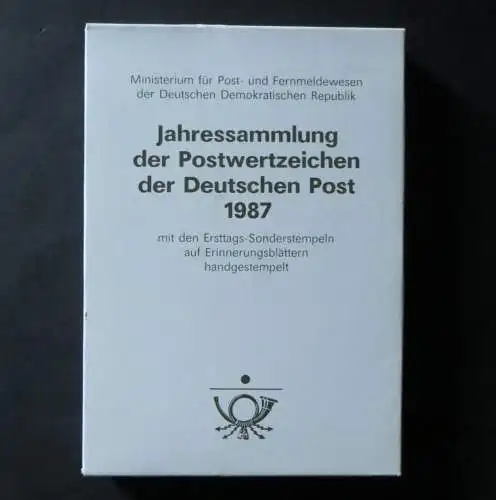 Ministerium für Post- und Fernmeldewesen
der Deutschen Demokratischen Republik
Jahressammlung
der Postwertzeichen
der Deutschen Post
1987
mit den Ersttags-Sonderstempeln
auf Erinnerungsblättern
handgestempelt